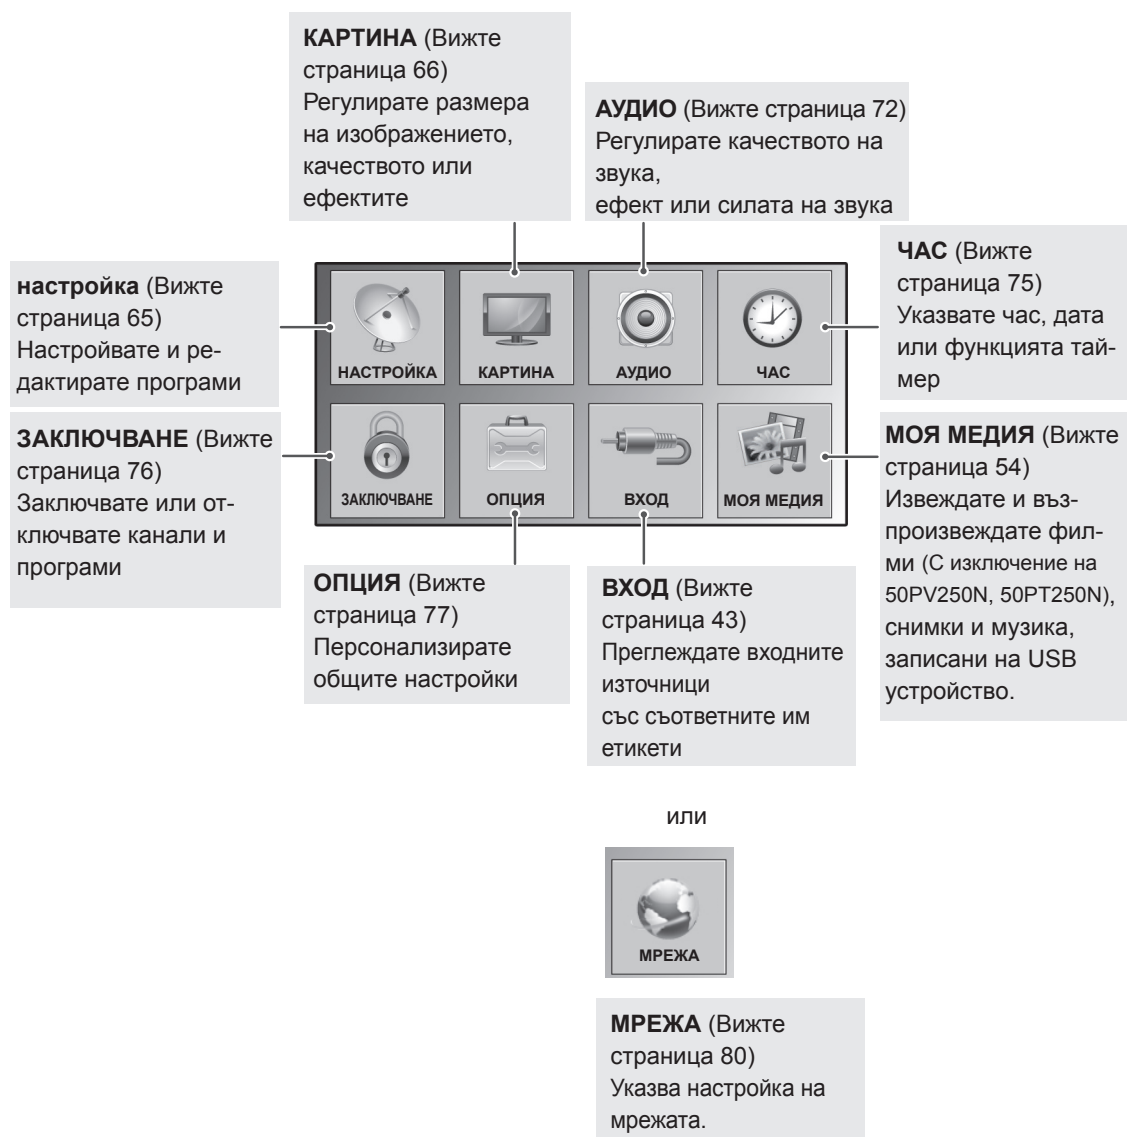 КАРТИНА (Вижте
страница 66)
Регулирате размера
на изображението,
качеството или
ефектите
АУДИО (Вижте страница 72)
Регулирате качеството на
звука,
ефект или силата на звука
настройка (Вижте
страница 65)
Настройвате и ре-
дактирате програми
ЧАС (Вижте
страница 75)
Указвате час, дата
или функцията тай-
мер
НАСТРОЙКА
КАРТИНА
АУДИО
ЧАС
ЗАКЛЮЧВАНЕ
ОПЦИЯ
ВХОД
МОЯ МЕДИЯ
ЗАКЛЮЧВАНЕ (Вижте
страница 76)
Заключвате или от-
ключвате канали и
програми
МОЯ МЕДИЯ (Вижте
страница 54)
Извеждате и въз-
произвеждате фил-
ми (С изключение на
50PV250N, 50PT250N),
снимки и музика,
записани на USB
устройство.
ОПЦИЯ (Вижте
страница 77)
Персонализирате
общите настройки
ВХОД (Вижте
страница 43)
Преглеждате входните
източници
със съответните им
етикети
или
МРЕЖА
МРЕЖА (Вижте
страница 80)
Указва настройка на
мрежата.